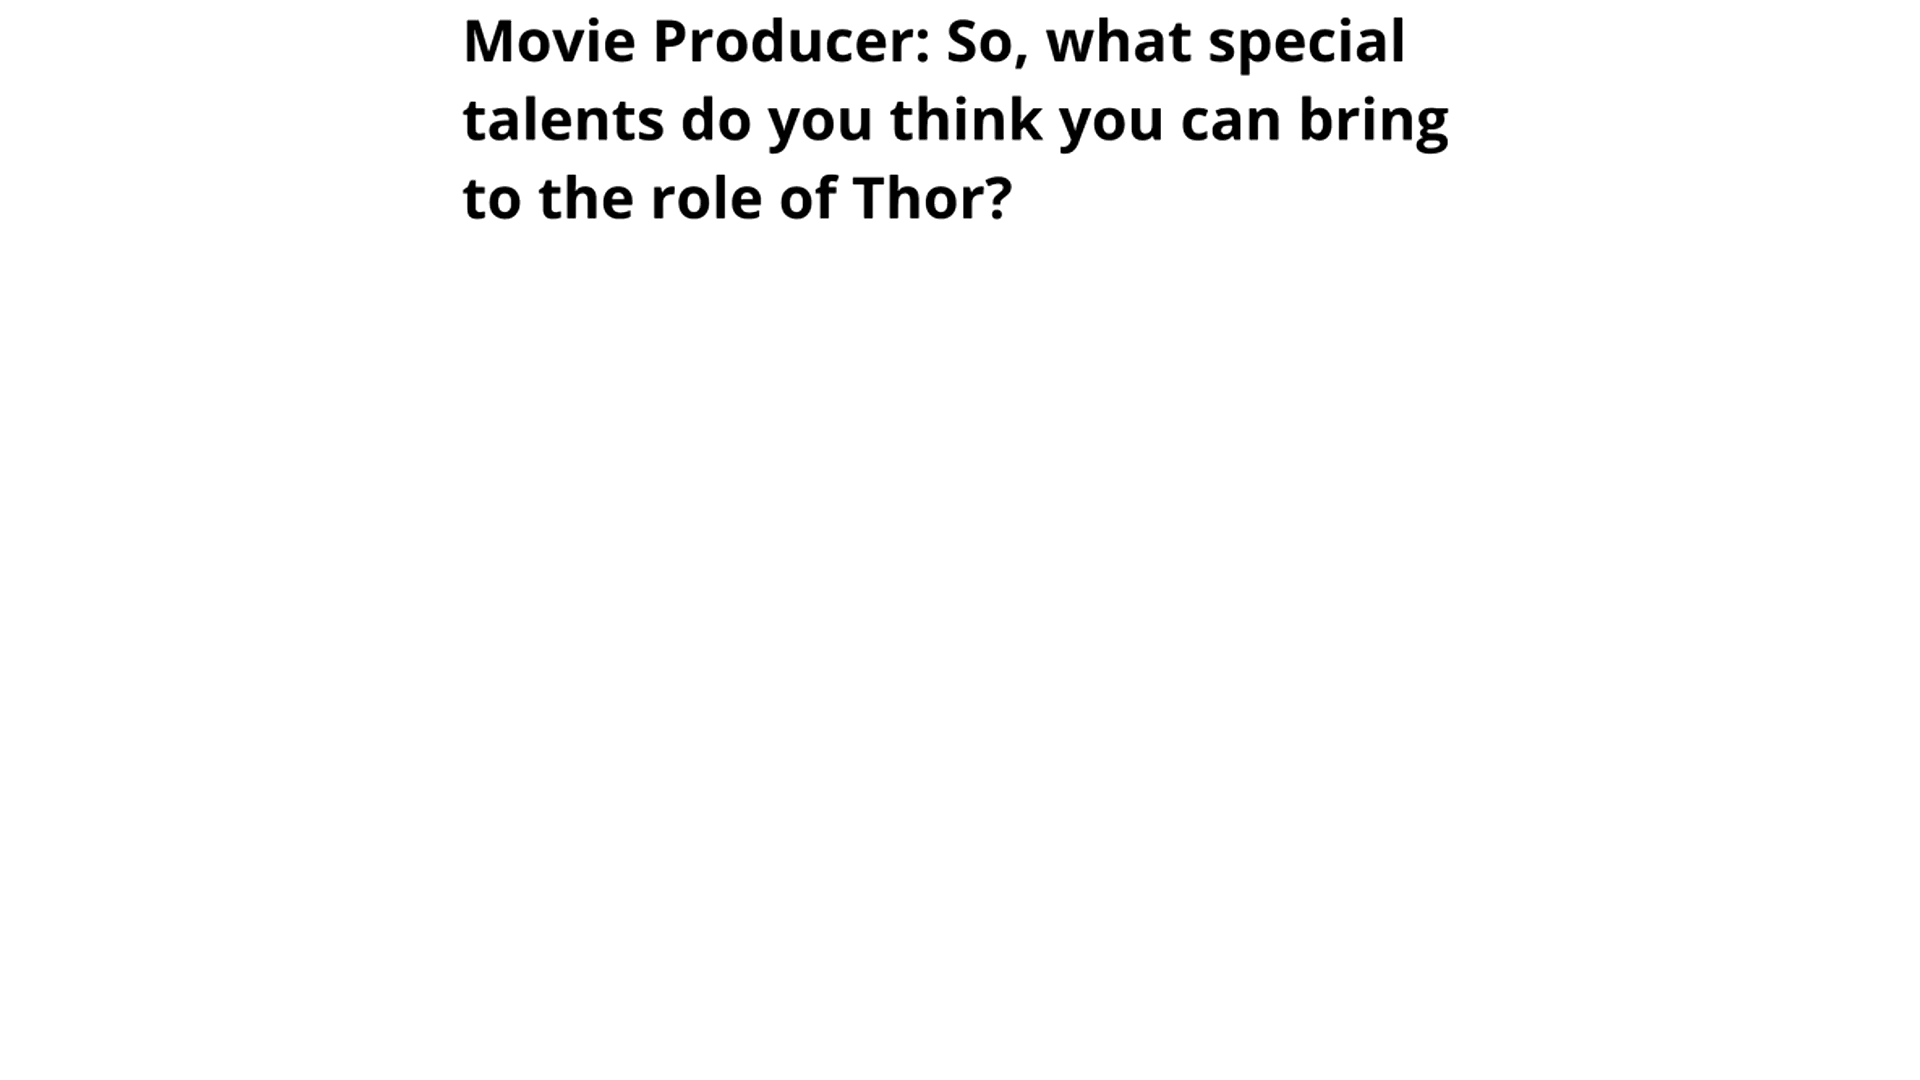 Movie Producer: So, what special
talents do you think you can bring
to the role of Thor?